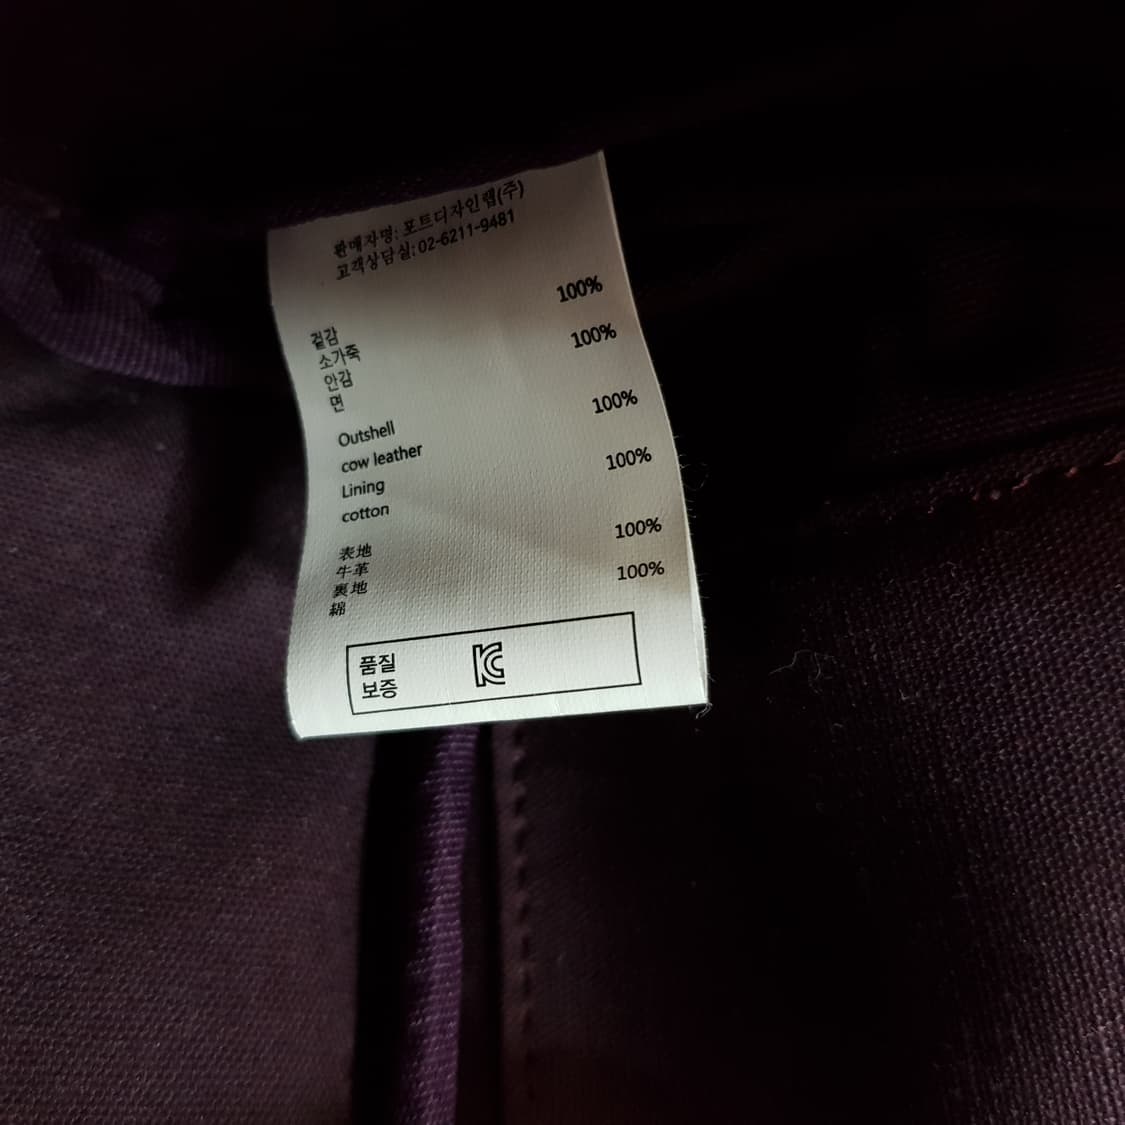 판매자명: 포트디자인랩(주)
고객상담실: 02-6211-9481
겉감
소가죽 100%
안감
면 100%
Outshell
cow leather 100%
Lining
cotton 100%
表地
牛革 100%
裏地
綿 100%
품질
보증
KC